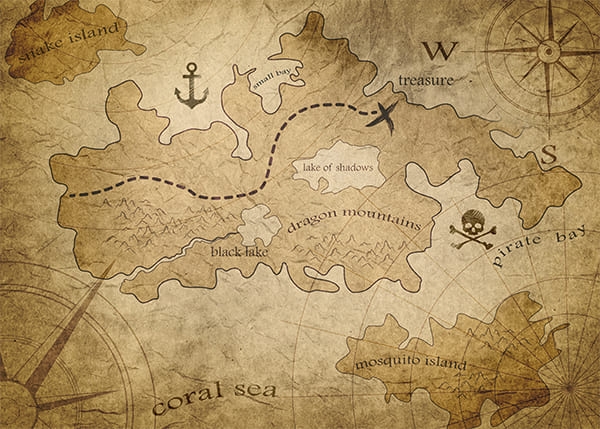 snake island
small bay
W
treasure
lake of shadows
S
dragon mountains
pirate bay
black lake
mosquito island
coral sea